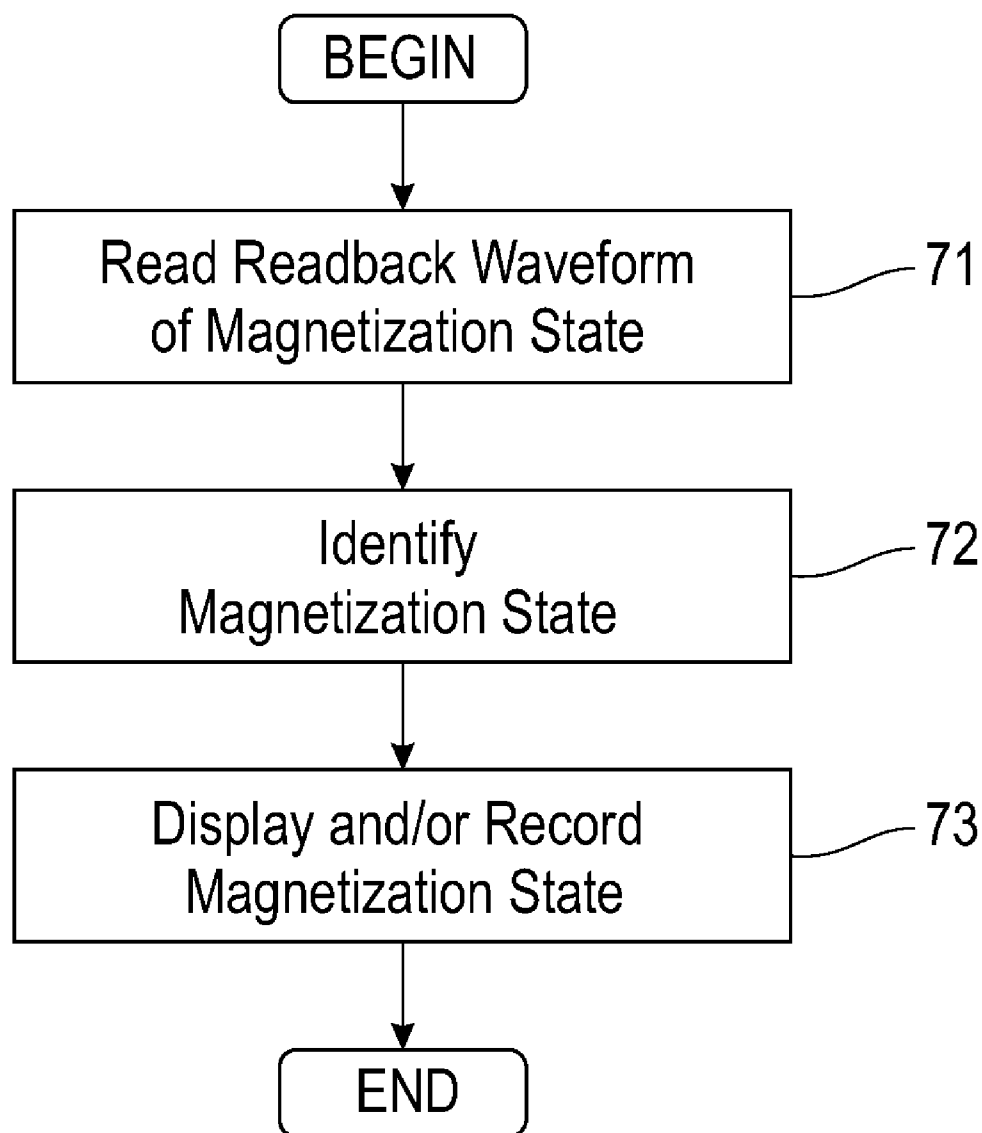 BEGIN
Read Readback Waveform
of Magnetization State
71
Identify
Magnetization State
72
Display and/or Record
Magnetization State
73
END